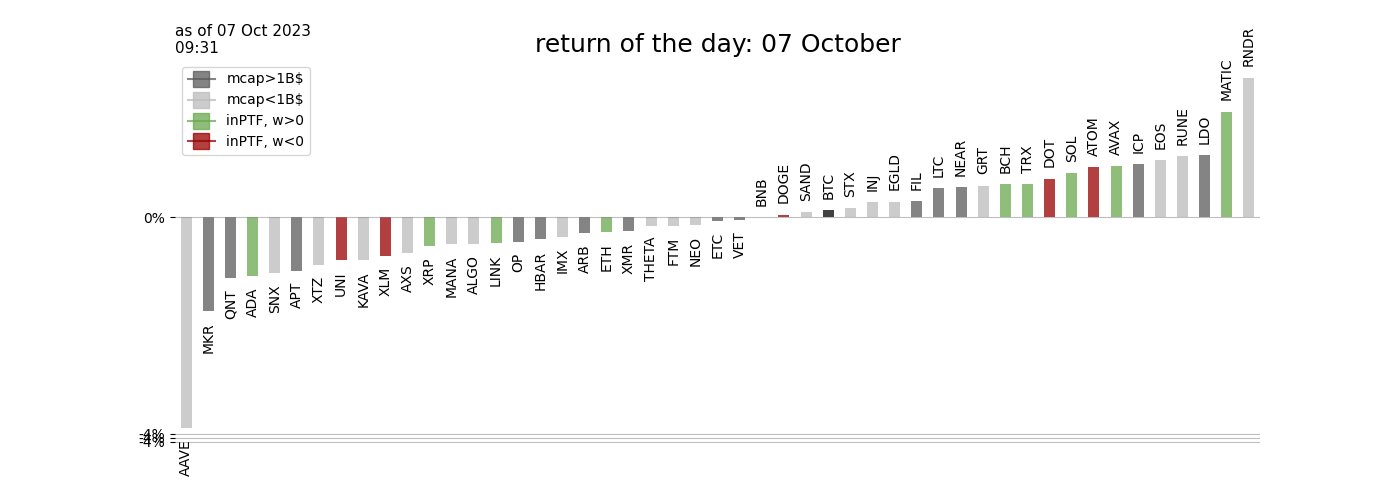 as of 07 Oct 2023
09:31
return of the day: 07 October
mcap>1B$
mcap<1B$
inPTF, w>0
inPTF, w<0
0%
-4%
-4%
AAVE
MKR
QNT
ADA
SNX
APT
XTZ
UNI
KAVA
XLM
AXS
XRP
MANA
ALGO
LINK
OP
HBAR
IMX
ARB
ETH
XMR
THETA
FTM
NEO
ETC
VET
BNB
DOGE
SAND
BTC
STX
INJ
EGLD
FIL
LTC
NEAR
GRT
BCH
TRX
DOT
SOL
ATOM
AVAX
ICP
EOS
RUNE
LDO
MATIC
RNDR